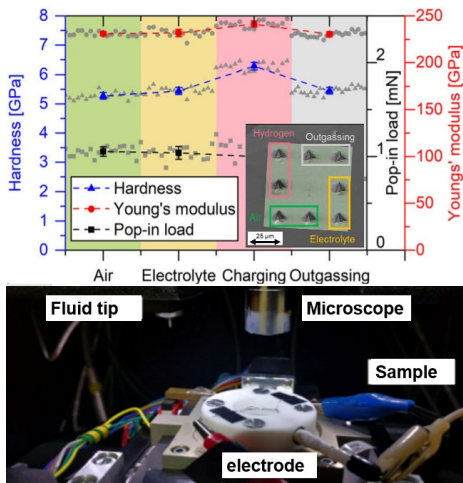 8
7
6
5
4
3
2
1
0
Hardness [GPa]
2
1
0
Pop-in load [mN]
250
200
150
100
50
0
Youngs' modulus [GPa]
Hardness
Young's modulus
Pop-in load
Hydrogen
Outgassing
Air
Electrolyte
25 µm
Air Electrolyte Charging Outgassing
Fluid tip
Microscope
Sample
electrode